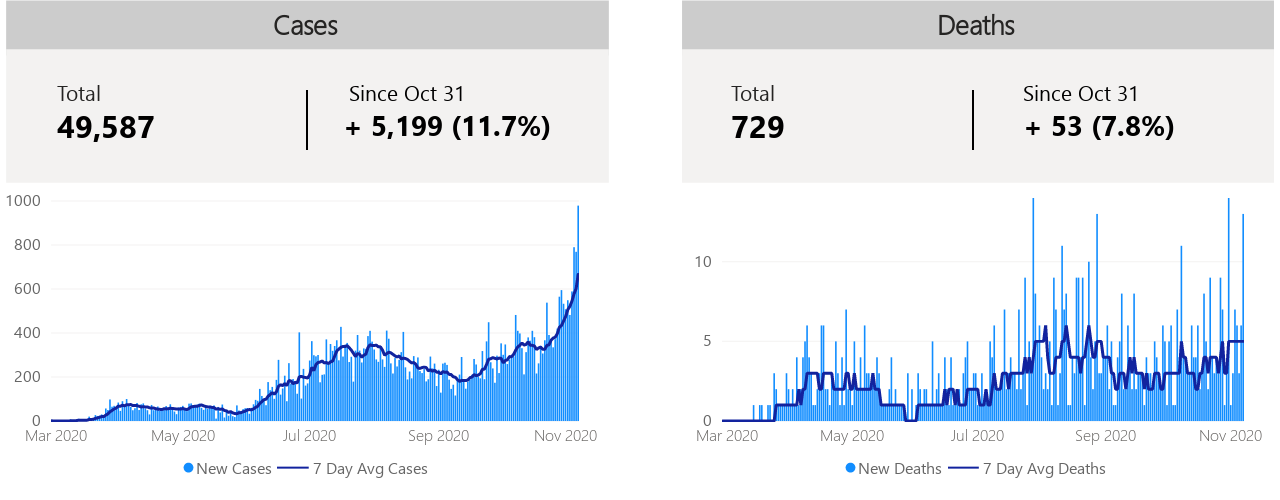 Cases
Total
49,587
Since Oct 31
+ 5,199 (11.7%)
1000
800
600
400
200
0
Mar 2020 May 2020 Jul 2020 Sep 2020 Nov 2020
New Cases 7 Day Avg Cases
Deaths
Total
729
Since Oct 31
+ 53 (7.8%)
10
5
0
Mar 2020 May 2020 Jul 2020 Sep 2020 Nov 2020
New Deaths 7 Day Avg Deaths